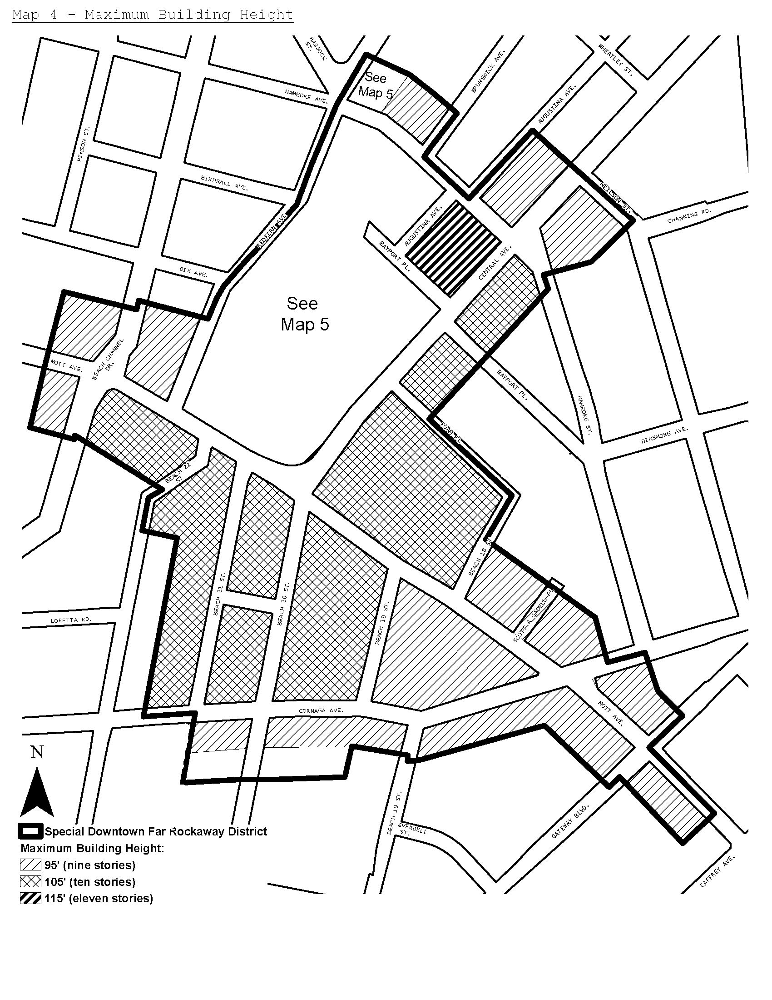 Map 4 - Maximum Building Height
HASSOCK
ST.
WHEATLEY ST.
BRUNSWICK AVE.
See
Map 5
NAMEOKE AVE.
AUGUSTINA AVE.
PINSON ST.
BIRDSALL AVE.
NEILSON ST.
CHANNING RD.
REDFERN AVE
AUGUSTINA AVE.
BAYPORT PL.
CENTRAL AVE.
DIX AVE.
See
Map 5
BEACH CHANNEL
DR.
MOTT AVE.
BAYPORT PL.
NAMEOKE ST.
FOAM PL
DINSMORE AVE.
BEACH 22
ST
BEACH 18 ST.
BEACH 21 ST.
BEACH 20 ST.
BEACH 19 ST.
SCOTT A GADELL PL
LORETTA RD.
CORNAGA AVE.
MOTT AVE.
N
BEACH 19 ST.
EVERDELL
ST.
GATEWAY BLVD.
CAFFREY AVE.
Special Downtown Far Rockaway District
Maximum Building Height:
95' (nine stories)
105' (ten stories)
115' (eleven stories)